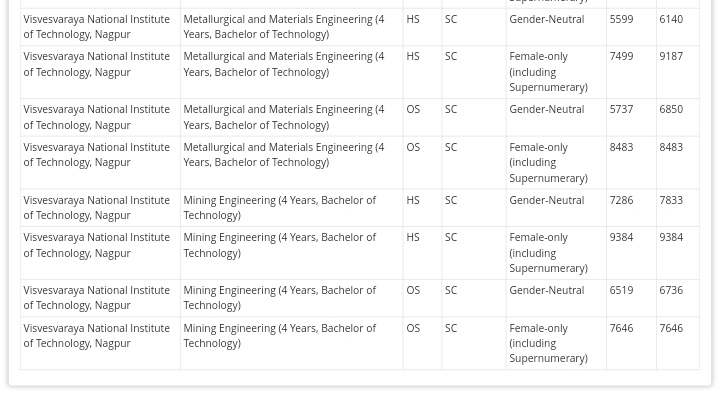 Supernumerary)
Visvesvaraya National Institute Metallurgical and Materials Engineering (4 HS SC Gender-Neutral 5599 6140
of Technology, Nagpur Years, Bachelor of Technology)
Visvesvaraya National Institute Metallurgical and Materials Engineering (4 HS SC Female-only 7499 9187
of Technology, Nagpur Years, Bachelor of Technology) (including
Supernumerary)
Visvesvaraya National Institute Metallurgical and Materials Engineering (4 OS SC Gender-Neutral 5737 6850
of Technology, Nagpur Years, Bachelor of Technology)
Visvesvaraya National Institute Metallurgical and Materials Engineering (4 OS SC Female-only 8483 8483
of Technology, Nagpur Years, Bachelor of Technology) (including
Supernumerary)
Visvesvaraya National Institute Mining Engineering (4 Years, Bachelor of HS SC Gender-Neutral 7286 7833
of Technology, Nagpur Technology)
Visvesvaraya National Institute Mining Engineering (4 Years, Bachelor of HS SC Female-only 9384 9384
of Technology, Nagpur Technology) (including
Supernumerary)
Visvesvaraya National Institute Mining Engineering (4 Years, Bachelor of OS SC Gender-Neutral 6519 6736
of Technology, Nagpur Technology)
Visvesvaraya National Institute Mining Engineering (4 Years, Bachelor of OS SC Female-only 7646 7646
of Technology, Nagpur Technology) (including
Supernumerary)